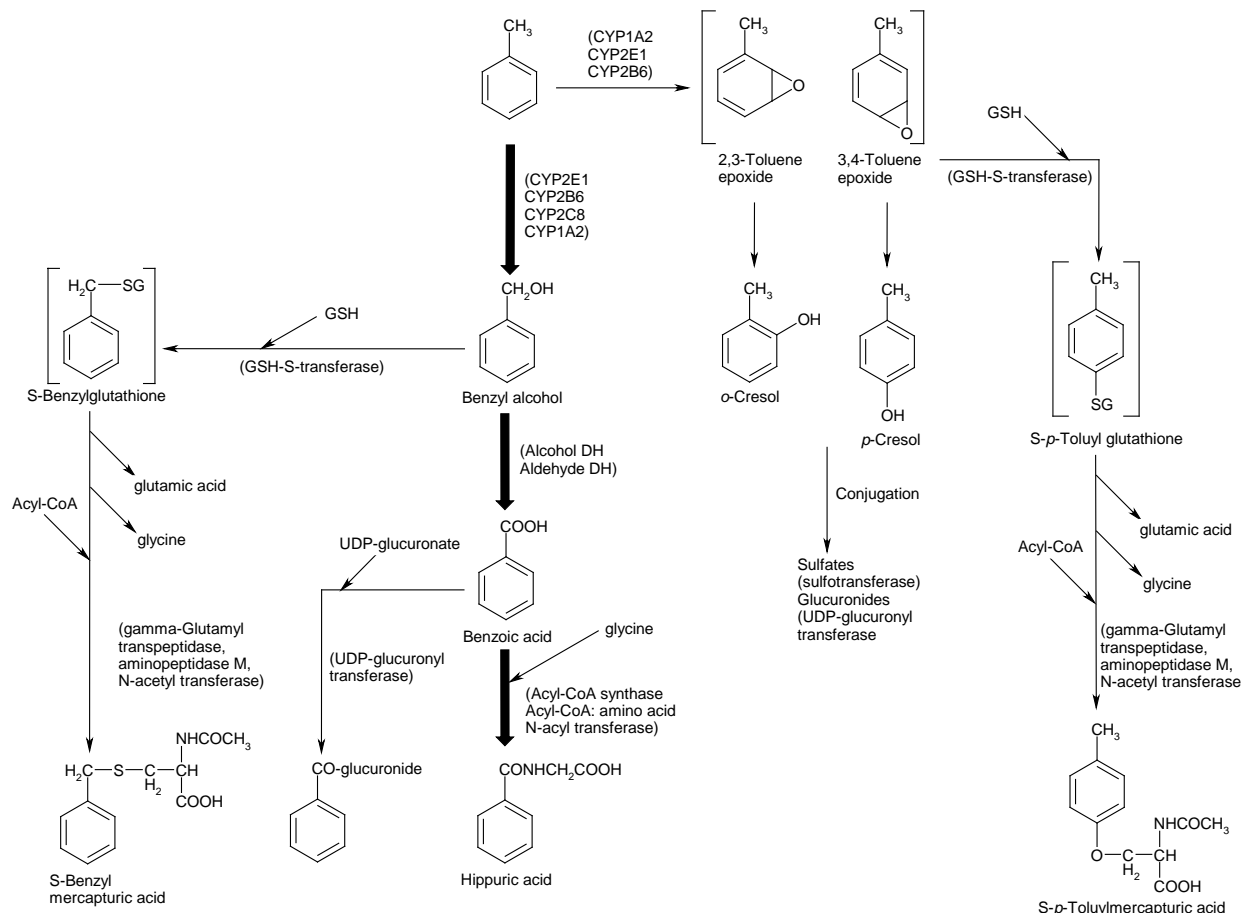 CH3
(CYP1A2
CYP2E1
CYP2B6)
CH3
O
2,3-Toluene
epoxide
CH3
O
3,4-Toluene
epoxide
GSH
(GSH-S-transferase)
(CYP2E1
CYP2B6
CYP2C8
CYP1A2)
H2C
SG
S-Benzylglutathione
GSH
(GSH-S-transferase)
CH2OH
Benzyl alcohol
CH3
OH
o-Cresol
CH3
OH
p-Cresol
CH3
SG
S-p-Toluyl glutathione
glutamic acid
Acyl-CoA
glycine
(Alcohol DH
Aldehyde DH)
Conjugation
glutamic acid
Acyl-CoA
glycine
UDP-glucuronate
COOH
Benzoic acid
Sulfates
(sulfotransferase)
Glucuronides
(UDP-glucuronyl
transferase
(gamma-Glutamyl
transpeptidase,
aminopeptidase M,
N-acetyl transferase)
(UDP-glucuronyl
transferase)
glycine
(Acyl-CoA synthase
Acyl-CoA: amino acid
N-acyl transferase)
(gamma-Glutamyl
transpeptidase,
aminopeptidase M,
N-acetyl transferase
NHCOCH3
H2C
S
C
H2
CH
COOH
S-Benzyl
mercapturic acid
CO-glucuronide
CONHCH2COOH
Hippuric acid
CH3
NHCOCH3
O
C
H2
CH
COOH
S-p-Toluylmercapturic acid